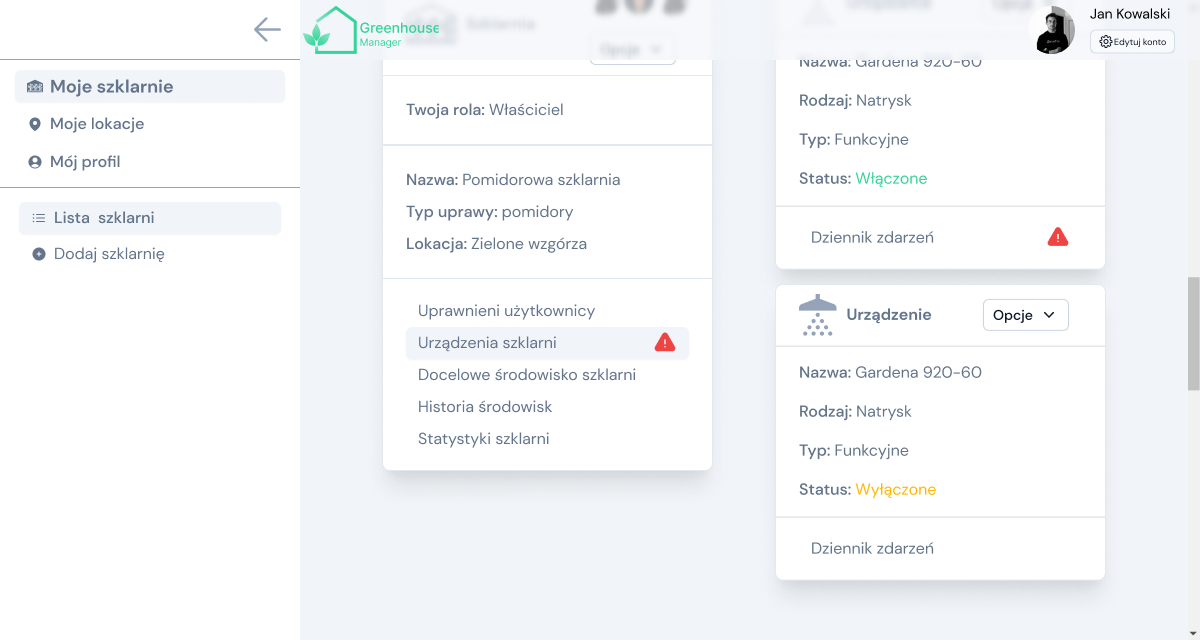 Moje szklarnie
Moje lokacje
Mój profil
Lista szklarni
Dodaj szklarnię
Greenhouse
Manager
Szklarnia
Opcje
Jan Kowalski
Edytuj konto
Twoja rola: Właściciel
Nazwa: Pomidorowa szklarnia
Typ uprawy: pomidory
Lokacja: Zielone wzgórza
Uprawnieni użytkownicy
Urządzenia szklarni
Docelowe środowisko szklarni
Historia środowisk
Statystyki szklarni
Nazwa: Gardena 920-60
Rodzaj: Natrysk
Typ: Funkcyjne
Status: Włączone
Dziennik zdarzeń
Urządzenie
Opcje
Nazwa: Gardena 920-60
Rodzaj: Natrysk
Typ: Funkcyjne
Status: Wyłączone
Dziennik zdarzeń